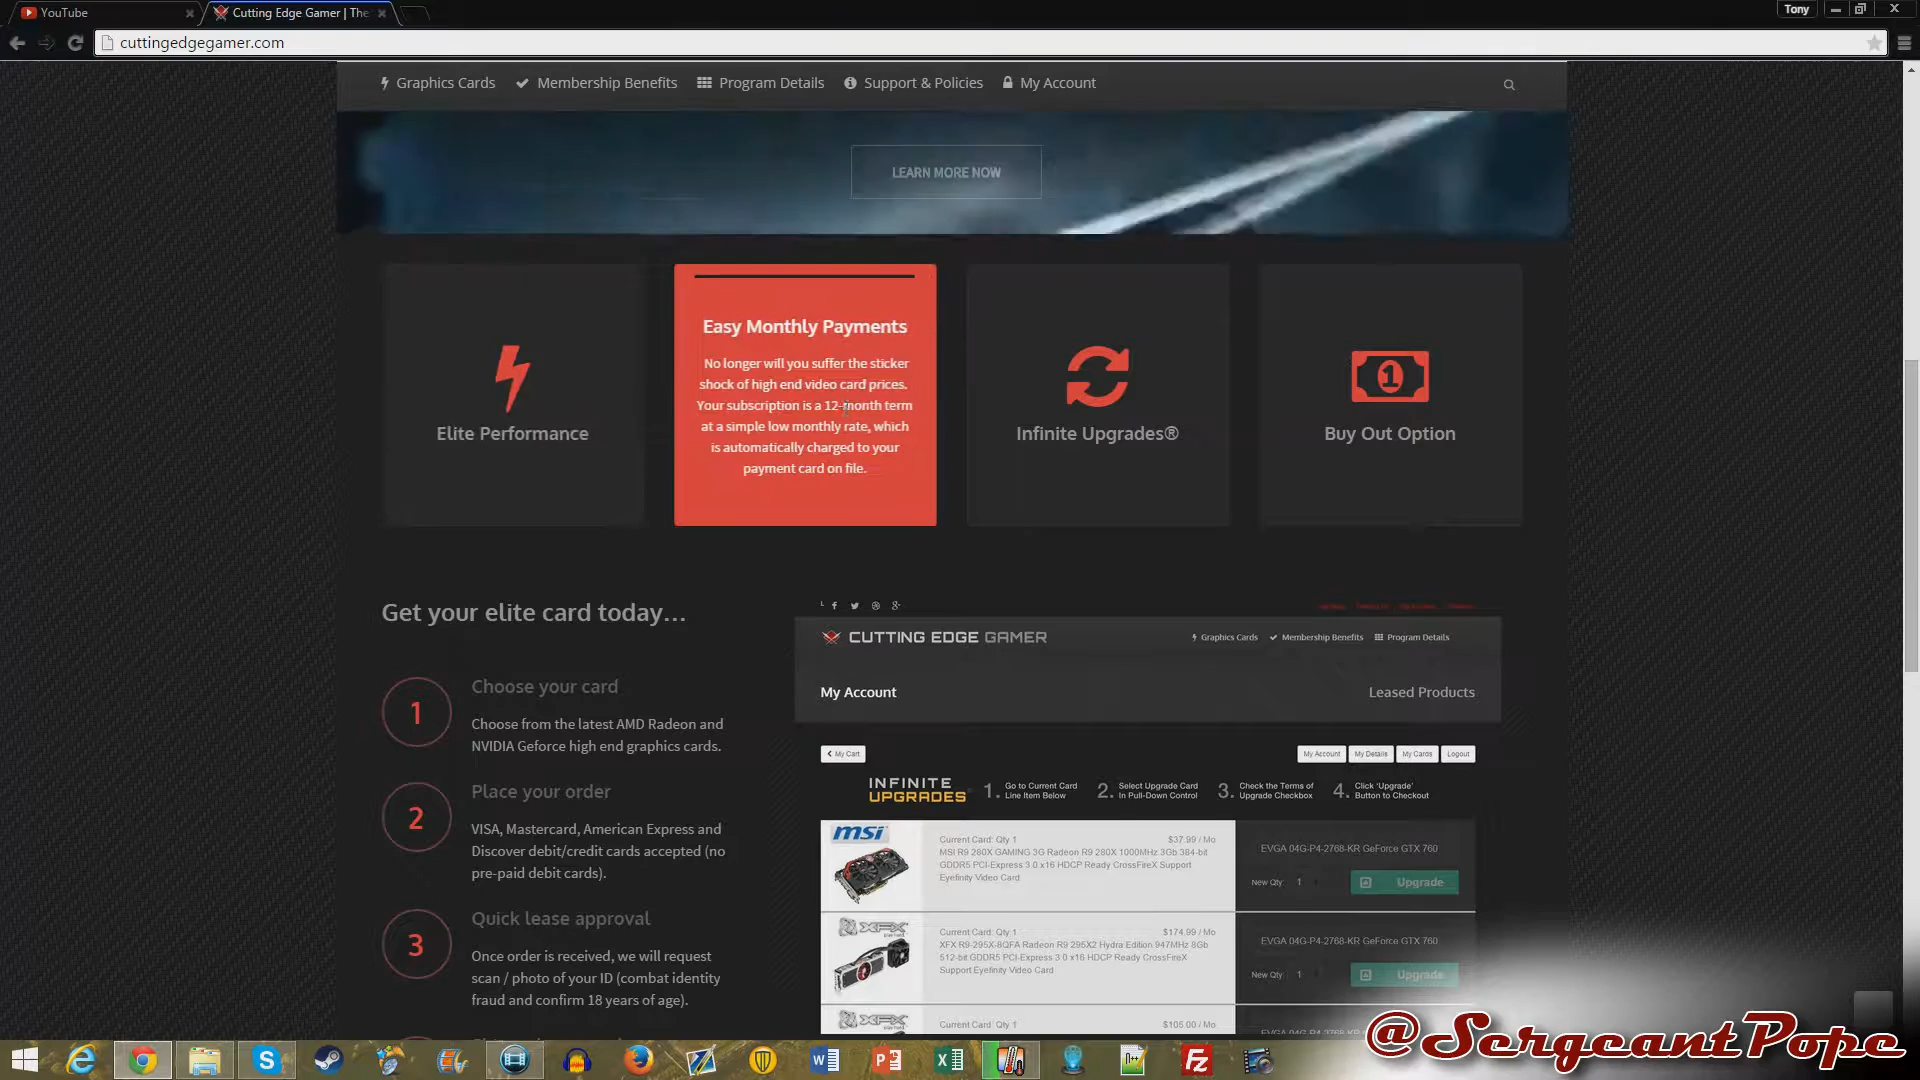 YouTube
Cutting Edge Gamer | The
Tony
cuttingedgegamer.com
Graphics Cards
Membership Benefits
Program Details
Support & Policies
My Account
LEARN MORE NOW
Elite Performance
Easy Monthly Payments
No longer will you suffer the sticker
shock of high end video card prices.
Your subscription is a 12-month term
at a simple low monthly rate, which
is automatically charged to your
payment card on file.
Infinite Upgrades®
1
Buy Out Option
Get your elite card today...
1
Choose your card
Choose from the latest AMD Radeon and
NVIDIA Geforce high end graphics cards.
2
Place your order
VISA, Mastercard, American Express and
Discover debit/credit cards accepted (no
pre-paid debit cards).
3
Quick lease approval
Once order is received, we will request
scan / photo of your ID (combat identity
fraud and confirm 18 years of age).
CUTTING EDGE GAMER
Graphics Cards
Membership Benefits
Program Details
My Account
Leased Products
My Cart
My Account
My Details
My Cards
Logout
INFINITE
UPGRADES
1. Go to Current Card
Line Item Below
2. Select Upgrade Card
In Pull-Down Control
3. Check the Terms of
Upgrade Checkbox
4. Click 'Upgrade'
Button to Checkout
msi
Current Card: Qty 1
$37.99 / Mo
MSI R9 280X GAMING 3G Radeon R9 280X 1000MHz 3Gb 384-bit
GDDR5 PCI-Express 3.0 x16 HDCP Ready CrossFireX Support
Eyefinity Video Card
EVGA 04G-P4-2768-KR GeForce GTX 760
New Qty: 1
Upgrade
XFX
Current Card: Qty 1
$174.99 / Mo
XFX R9-295X-8QFA Radeon R9 295X2 Hydra Edition 947MHz 8Gb
512-bit GDDR5 PCI-Express 3.0 x16 HDCP Ready CrossFireX
Support Eyefinity Video Card
EVGA 04G-P4-2768-KR GeForce GTX 760
New Qty: 1
Upgrade
XFX
Current Card: Qty 1
$105.00 / Mo
@SergeantPope